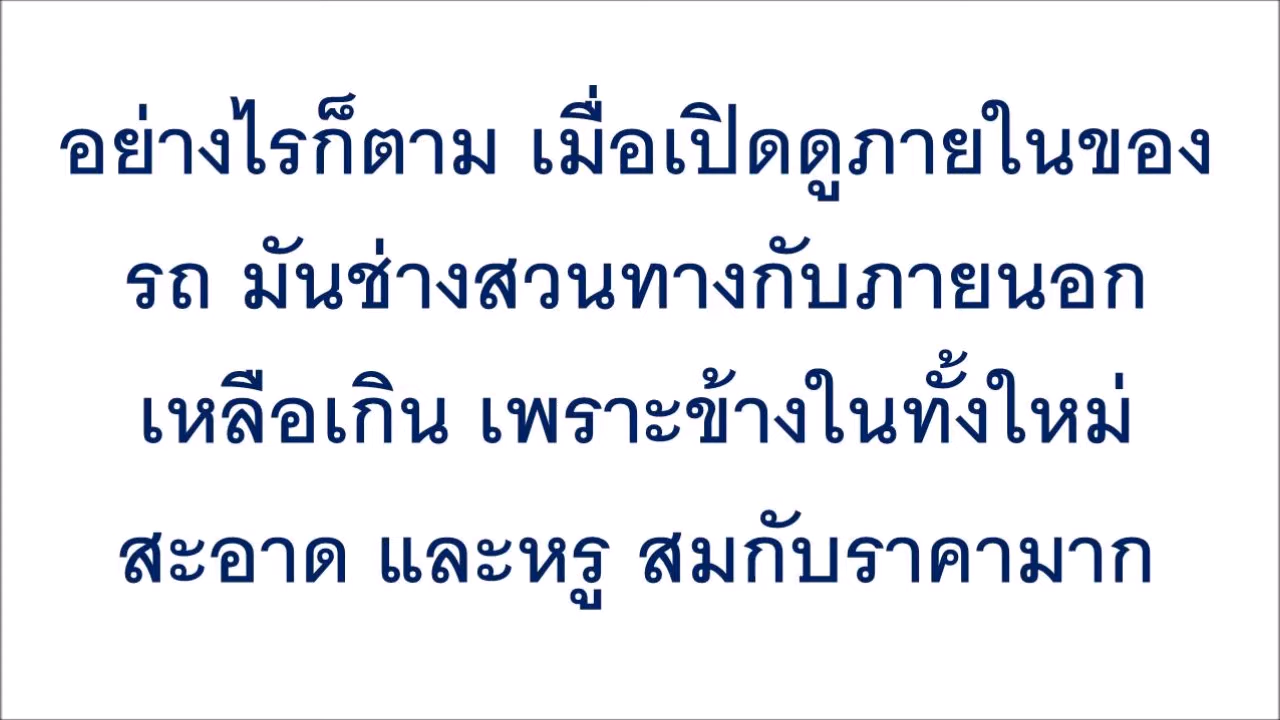 อย่างไรก็ตาม เมื่อเปิดดูภายในของ
รถ มันช่างสวนทางกับภายนอก
เหลือเกิน เพราะข้างในทั้งใหม่
สะอาด และหรู สมกับราคามาก